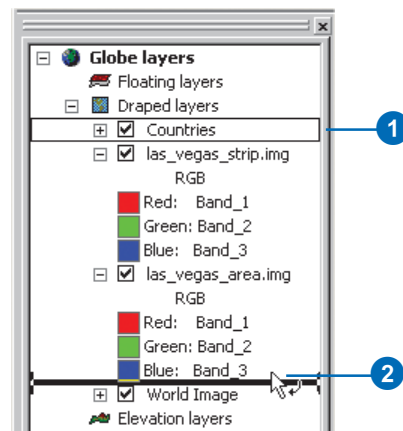 Globe layers
Floating layers
Draped layers
Countries
1
las_vegas_strip.img
RGB
Red: Band_1
Green: Band_2
Blue: Band_3
las_vegas_area.img
RGB
Red: Band_1
Green: Band_2
Blue: Band_3
2
World Image
Elevation layers